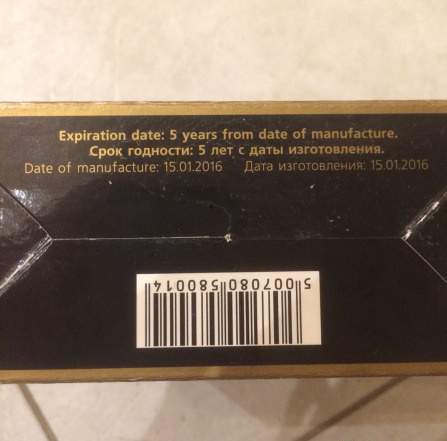 Expiration date: 5 years from date of manufacture.
Срок годности: 5 лет с даты изготовления.
Date of manufacture: 15.01.2016 Дата изготовления: 15.01.2016
5 007080 580014